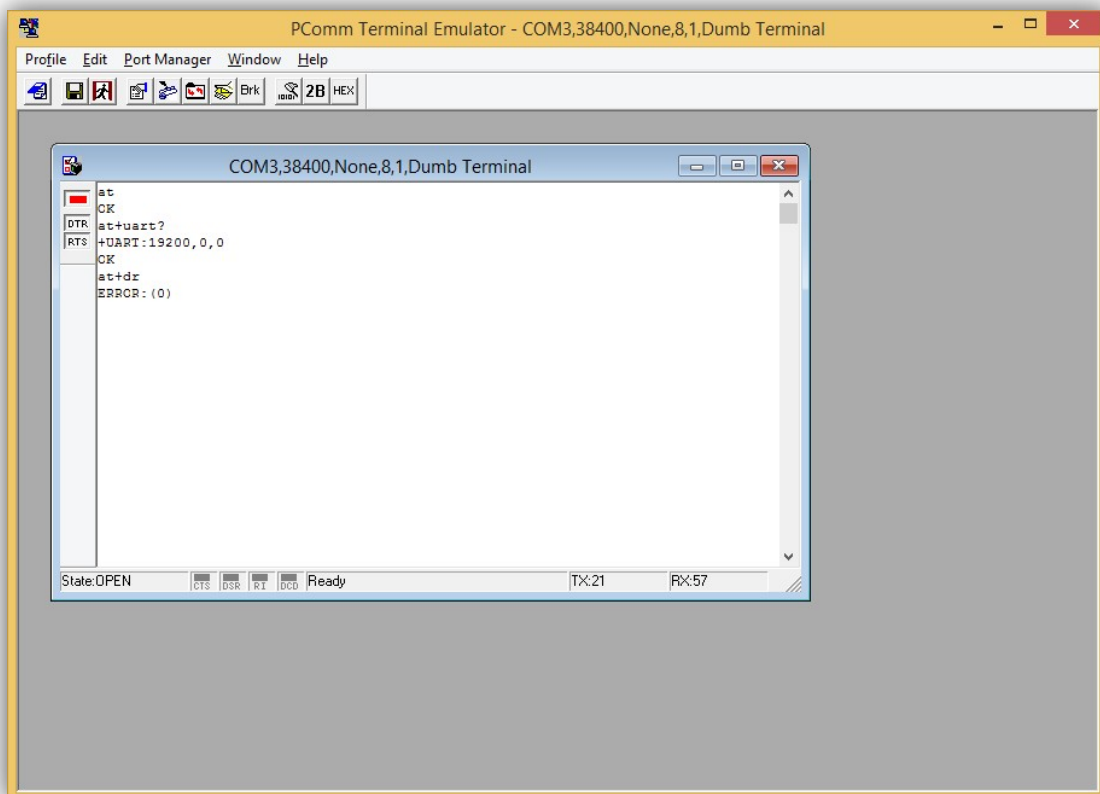 PComm Terminal Emulator - COM3,38400,None,8,1,Dumb Terminal
Profile Edit Port Manager Window Help
Brk 2B HEX
COM3,38400,None,8,1,Dumb Terminal
at
OK
DTR at+uart?
RTS +UART:19200,0,0
OK
at+dr
ERROR:(0)
State:OPEN CTS DSR RI DCD Ready TX:21 RX:57